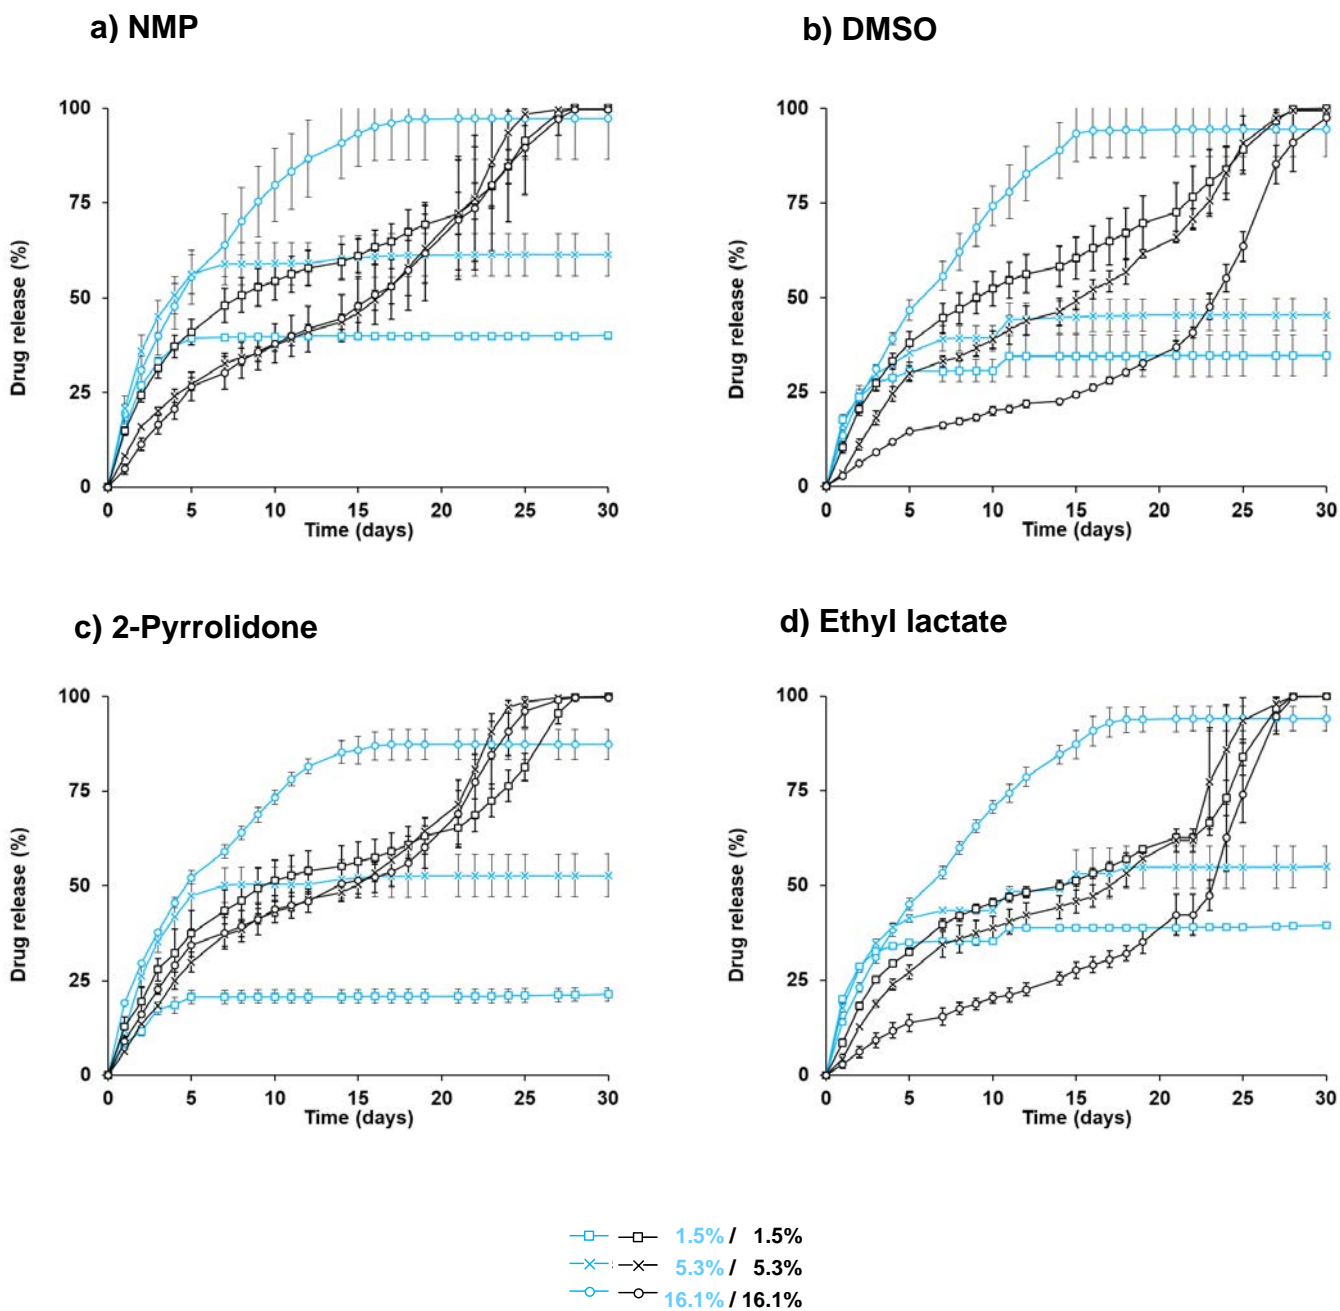 a) NMP
b) DMSO
Drug release (%)
100
75
50
25
0
0 5 10 15 20 25 30
Time (days)
Drug release (%)
100
75
50
25
0
0 5 10 15 20 25 30
Time (days)
c) 2-Pyrrolidone
d) Ethyl lactate
Drug release (%)
100
75
50
25
0
0 5 10 15 20 25 30
Time (days)
Drug release (%)
100
75
50
25
0
0 5 10 15 20 25 30
Time (days)
1.5% / 1.5%
5.3% / 5.3%
16.1% / 16.1%